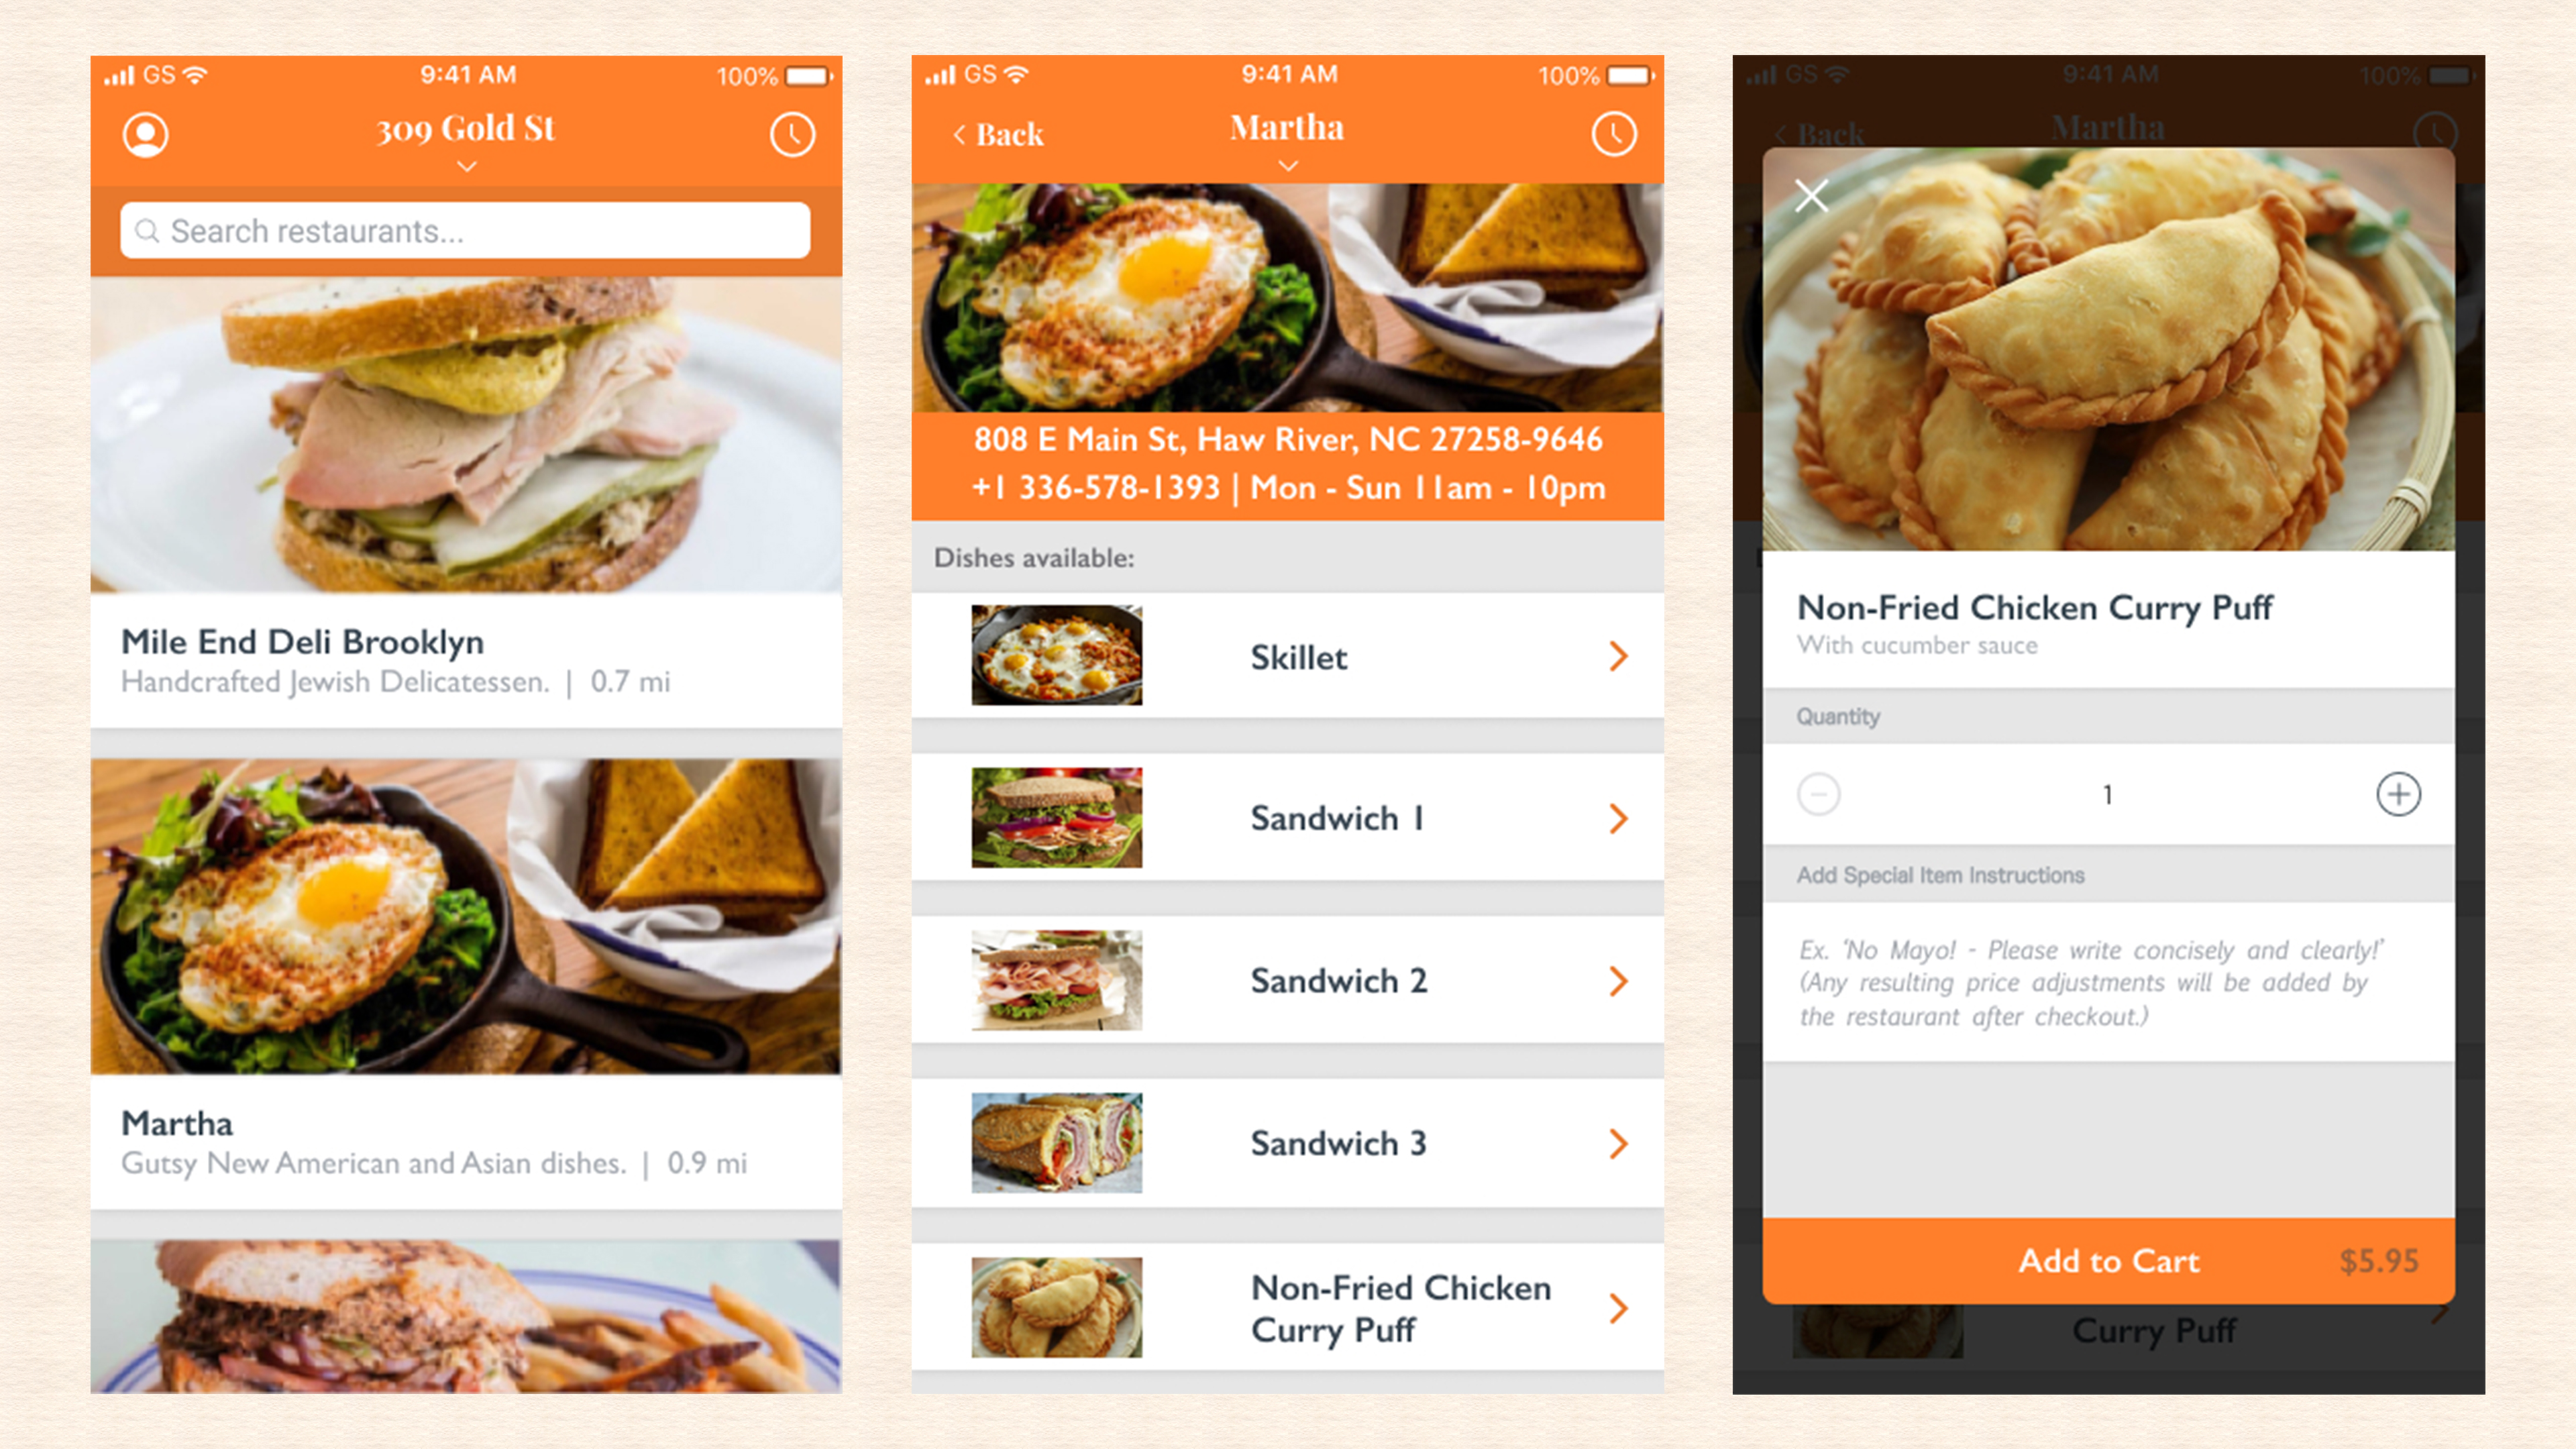 GS 9:41 AM 100%
309 Gold St
Search restaurants...
Mile End Deli Brooklyn
Handcrafted Jewish Delicatessen. | 0.7 mi
Martha
Gutsy New American and Asian dishes. | 0.9 mi
GS 9:41 AM 100%
< Back Martha
808 E Main St, Haw River, NC 27258-9646
+1 336-578-1393 | Mon - Sun 11am - 10pm
Dishes available:
Skillet
Sandwich 1
Sandwich 2
Sandwich 3
Non-Fried Chicken
Curry Puff
GS 9:41 AM 100%
< Back Martha
Non-Fried Chicken Curry Puff
With cucumber sauce
Quantity
1
Add Special Item Instructions
Ex. ‘No Mayo! - Please write concisely and clearly!’
(Any resulting price adjustments will be added by
the restaurant after checkout.)
Add to Cart $5.95
Curry Puff